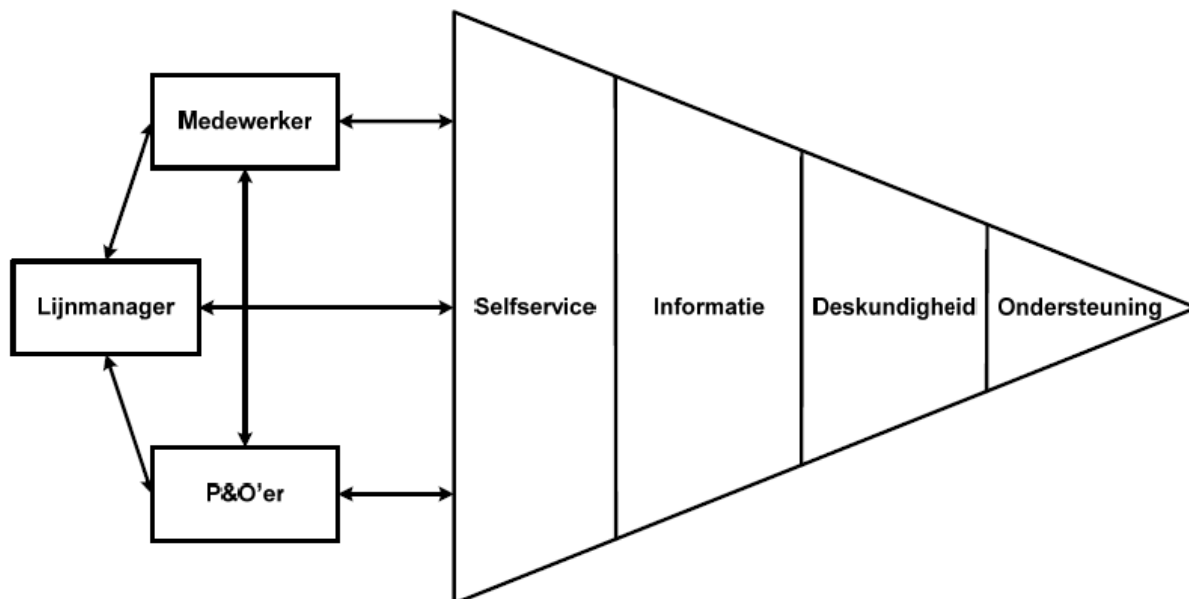 Medewerker
Lijnmanager
P&O'er
Selfservice
Informatie
Deskundigheid
Ondersteuning